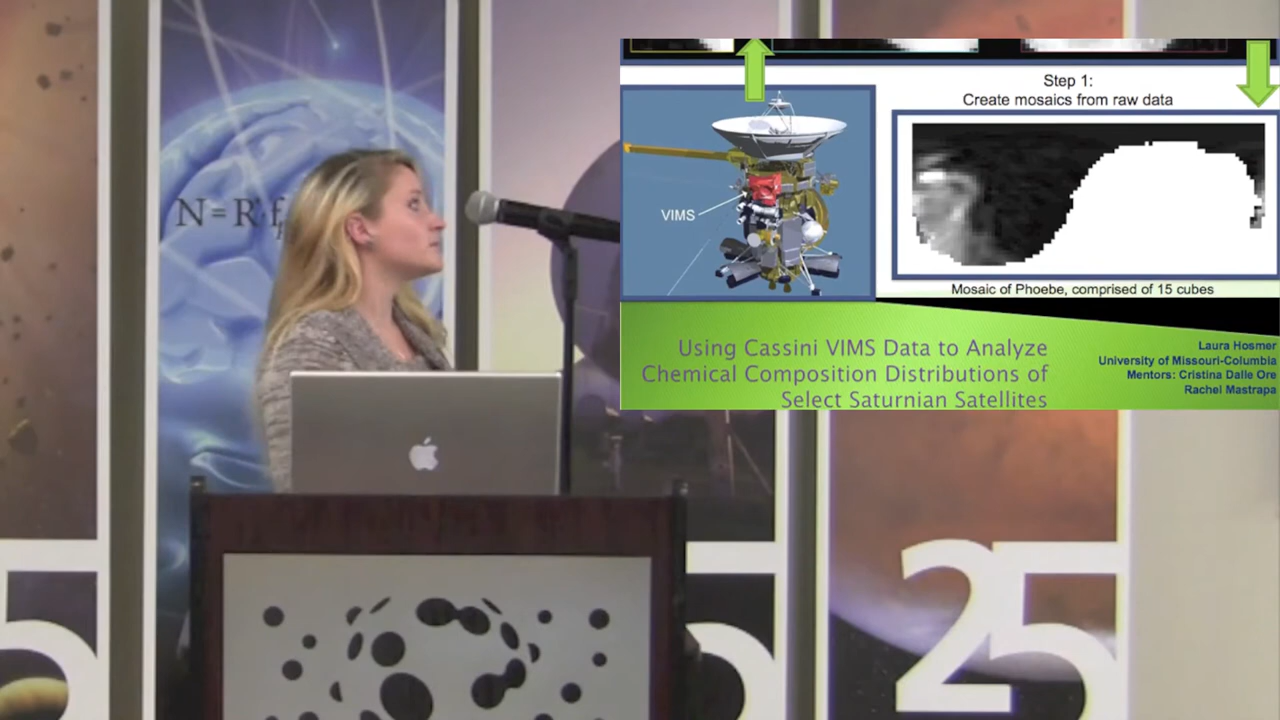 N=R* f
Step 1:
Create mosaics from raw data
VIMS
Mosaic of Phoebe, comprised of 15 cubes
Using Cassini VIMS Data to Analyze
Chemical Composition Distributions of
Select Saturnian Satellites
Laura Hosmer
University of Missouri-Columbia
Mentors: Cristina Dalle Ore
Rachel Mastrapa
25